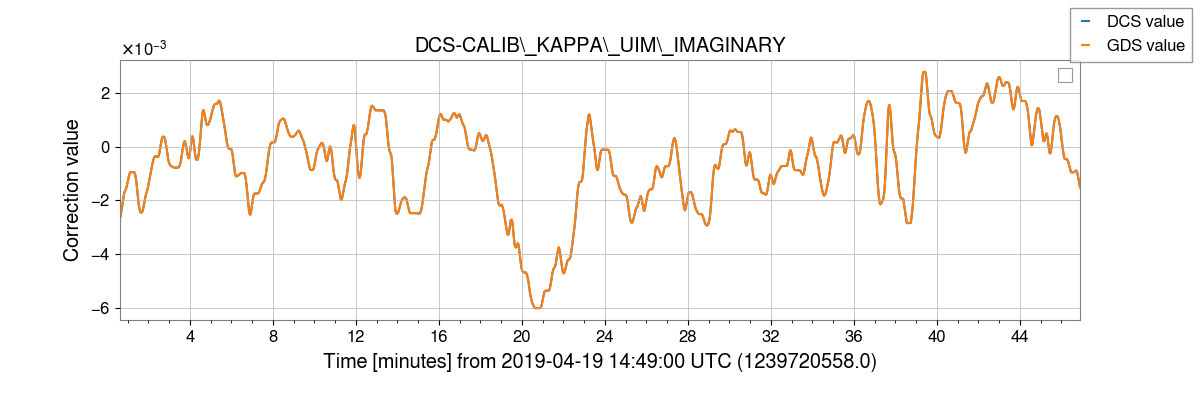 DCS value
GDS value
DCS-CALIB\_KAPPA\_UIM\_IMAGINARY
×10⁻³
2
0
−2
−4
−6
Correction value
4 8 12 16 20 24 28 32 36 40 44
Time [minutes] from 2019-04-19 14:49:00 UTC (1239720558.0)